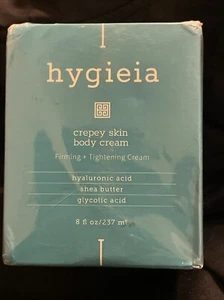 hygieia
crepey skin
body cream
Firming + Tightening Cream
hyaluronic acid
shea butter
glycolic acid
8 fl oz/237 ml